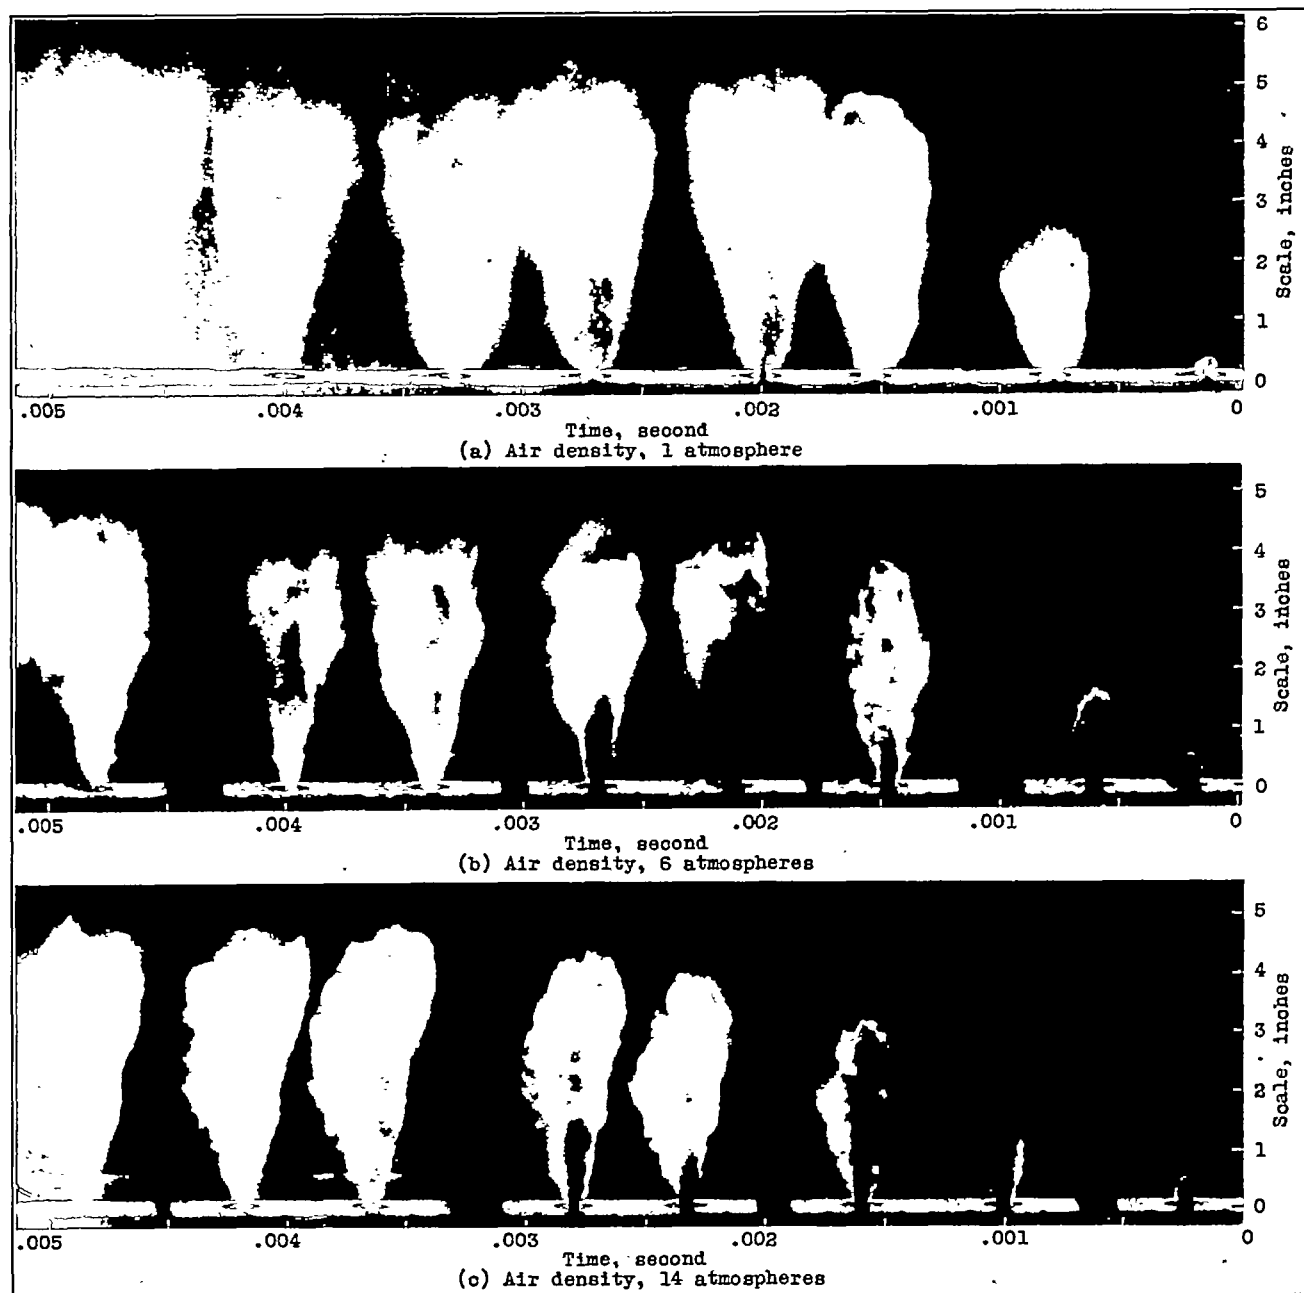 6
5
4
3
2
1
0
Scale, inches
.005 .004 .003 .002 .001 0
Time, second
(a) Air density, 1 atmosphere
5
4
3
2
1
0
Scale, inches
.005 .004 .003 .002 .001 0
Time, second
(b) Air density, 6 atmospheres
5
4
3
2
1
0
Scale, inches
.005 .004 .003 .002 .001 0
Time, second
(c) Air density, 14 atmospheres